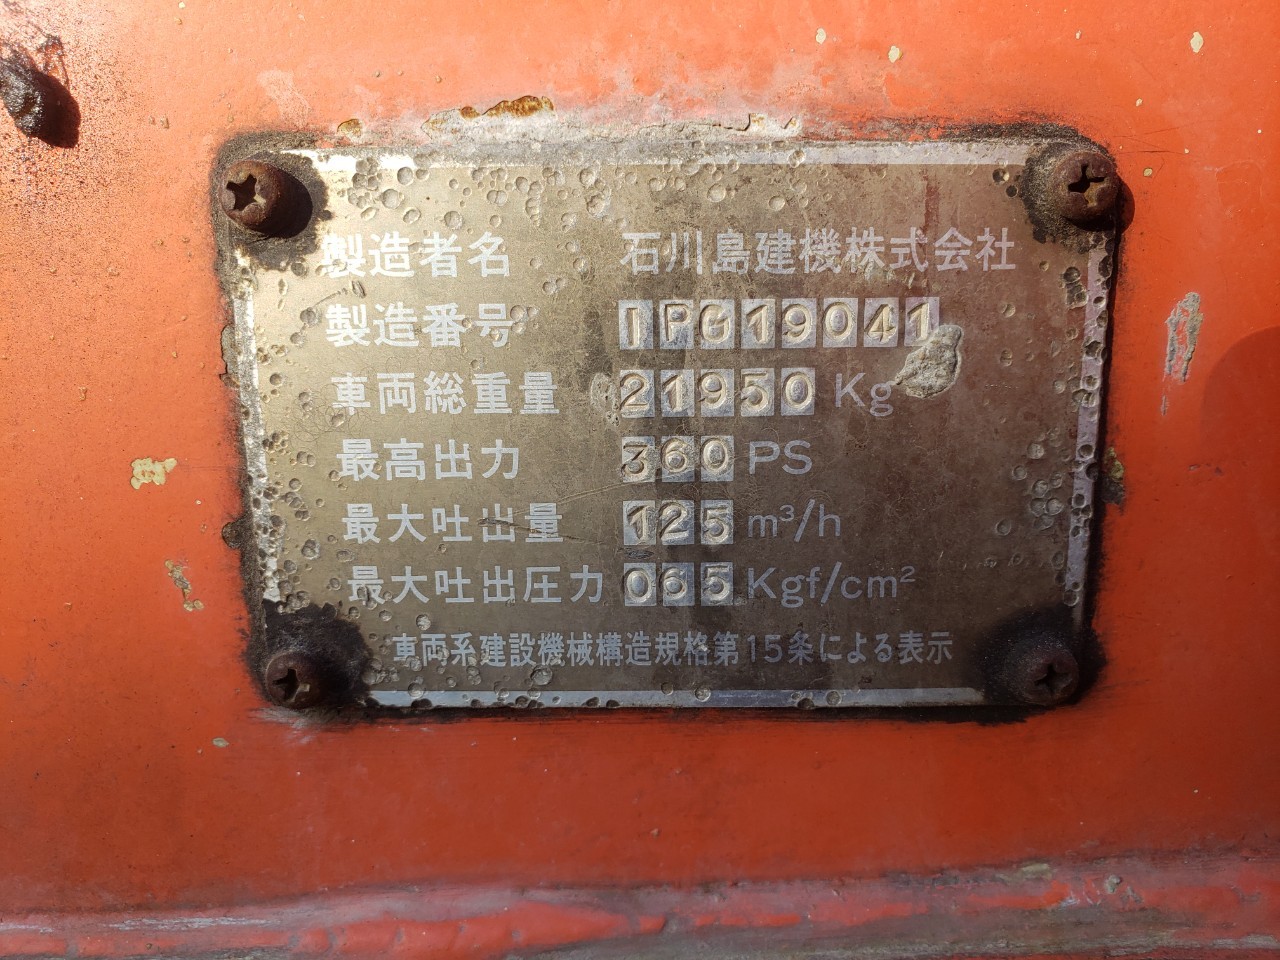 製造者名 石川島建機株式会社
製造番号 IPG19041
車両総重量 21950 Kg
最高出力 360 PS
最大吐出量 125 m³/h
最大吐出圧力 065 Kgf/cm²
車両系建設機械構造規格第15条による表示